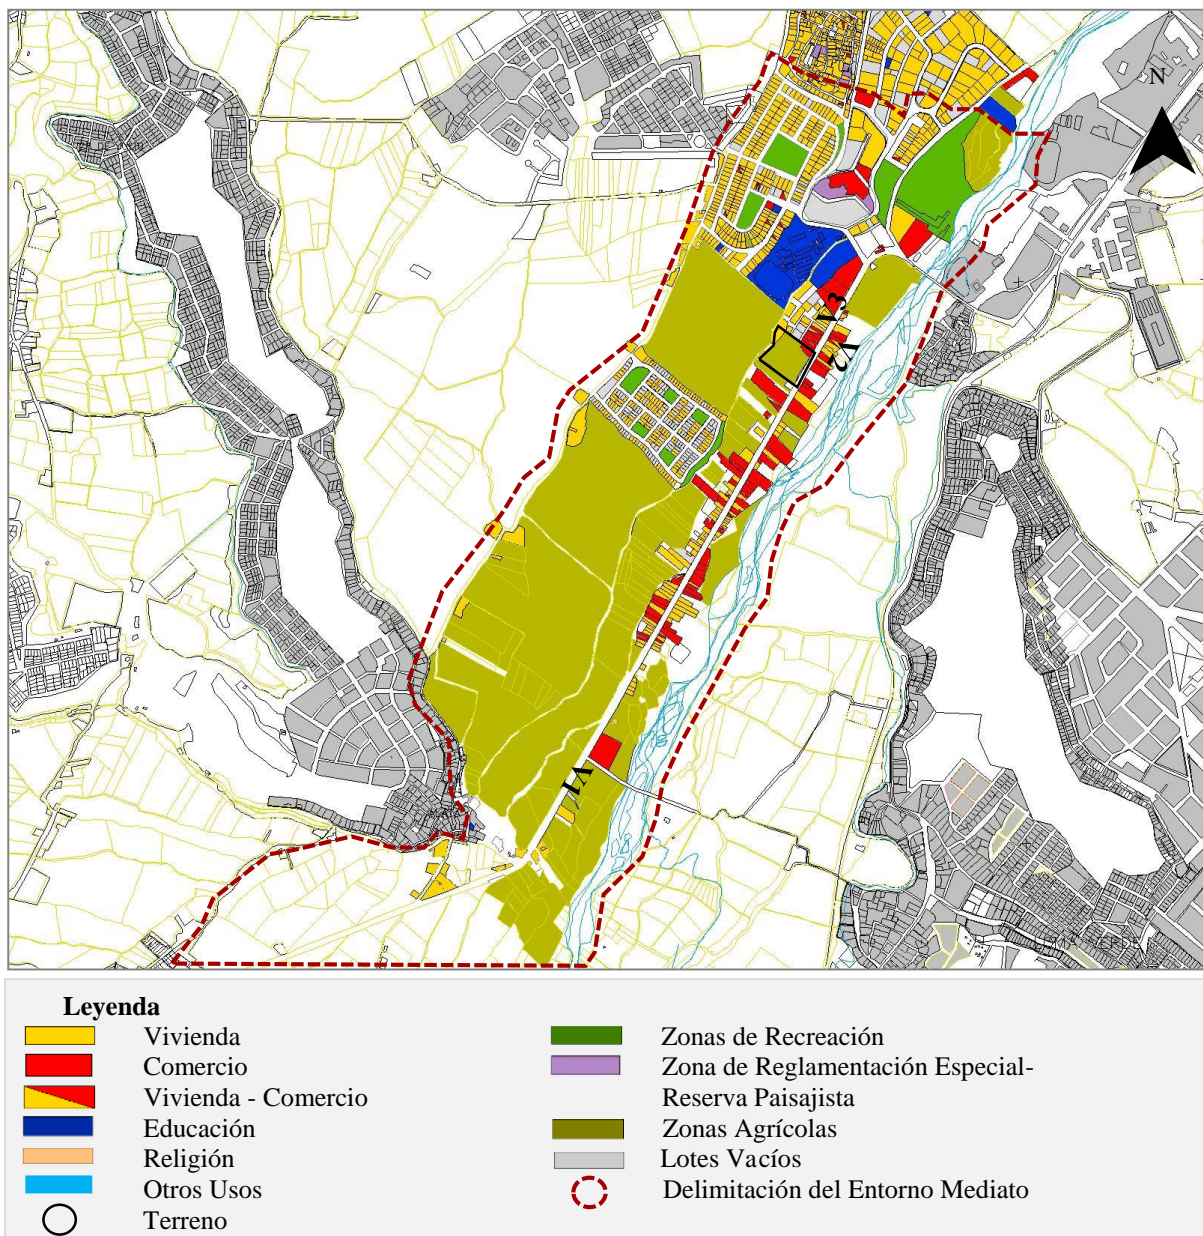 N
V3
V2
V1
Leyenda
Vivienda
Comercio
Vivienda - Comercio
Educación
Religión
Otros Usos
Terreno
Zonas de Recreación
Zona de Reglamentación Especial-
Reserva Paisajista
Zonas Agrícolas
Lotes Vacíos
Delimitación del Entorno Mediato